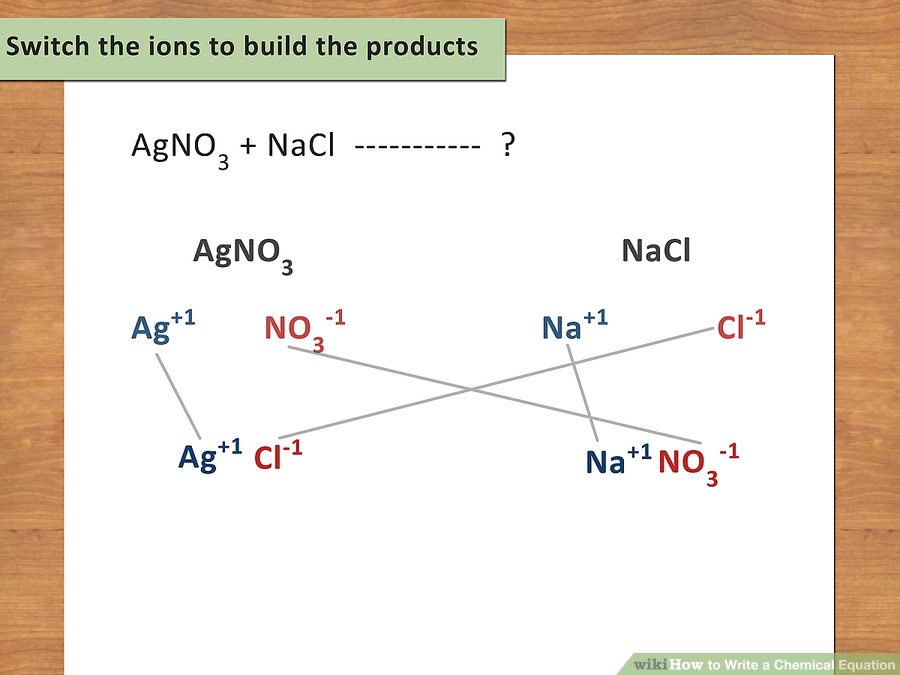 Switch the ions to build the products
AgNO₃ + NaCl ----------- ?
AgNO₃ NaCl
Ag⁺¹ NO₃⁻¹ Na⁺¹ Cl⁻¹
Ag⁺¹ Cl⁻¹ Na⁺¹ NO₃⁻¹
wikiHow to Write a Chemical Equation